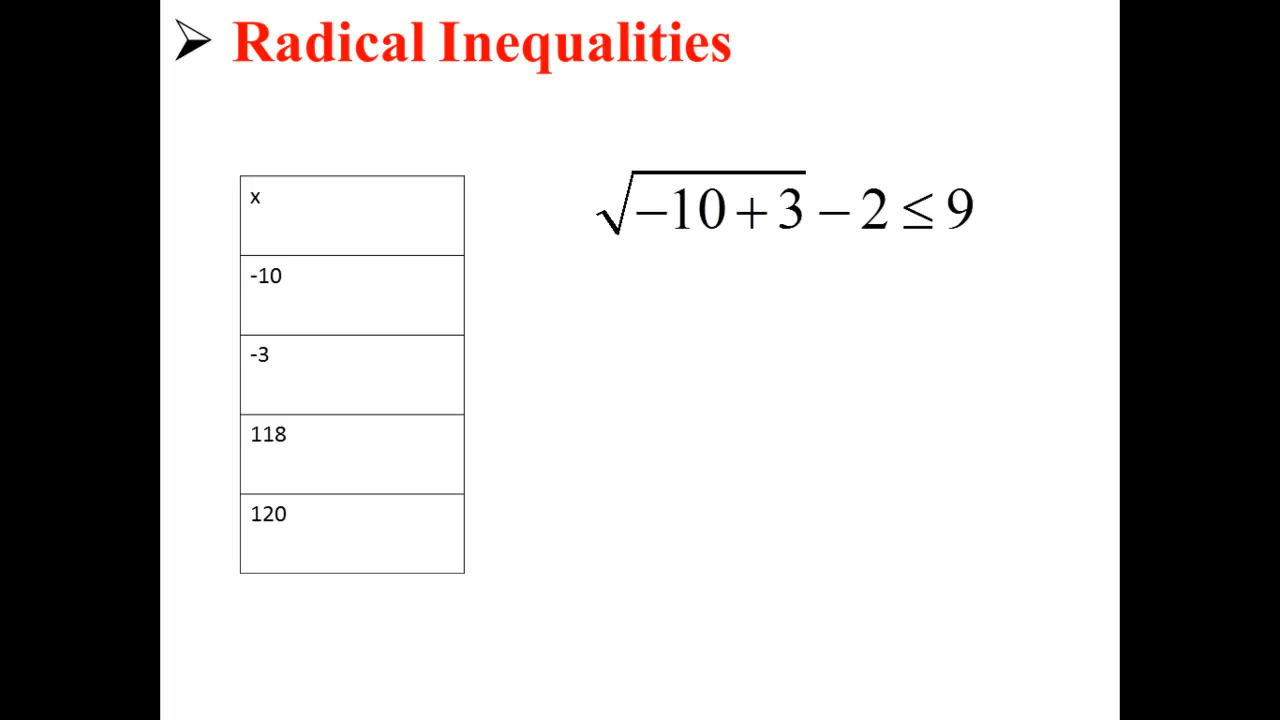 ➢ Radical Inequalities
x
-10
-3
118
120
√−10 + 3 − 2 ≤ 9